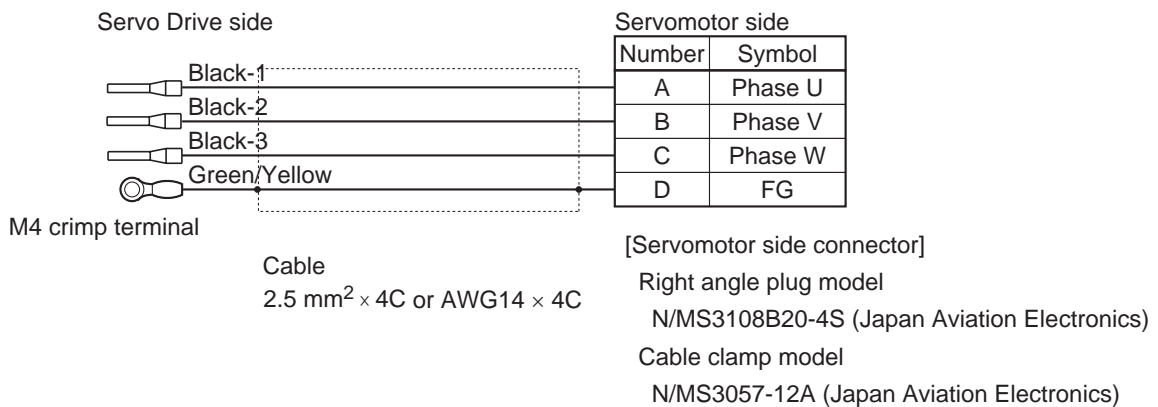 Servo Drive side
Servomotor side
Number Symbol
Black-1 A Phase U
Black-2 B Phase V
Black-3 C Phase W
Green/Yellow D FG
M4 crimp terminal
Cable
2.5 mm² × 4C or AWG14 × 4C
[Servomotor side connector]
Right angle plug model
N/MS3108B20-4S (Japan Aviation Electronics)
Cable clamp model
N/MS3057-12A (Japan Aviation Electronics)